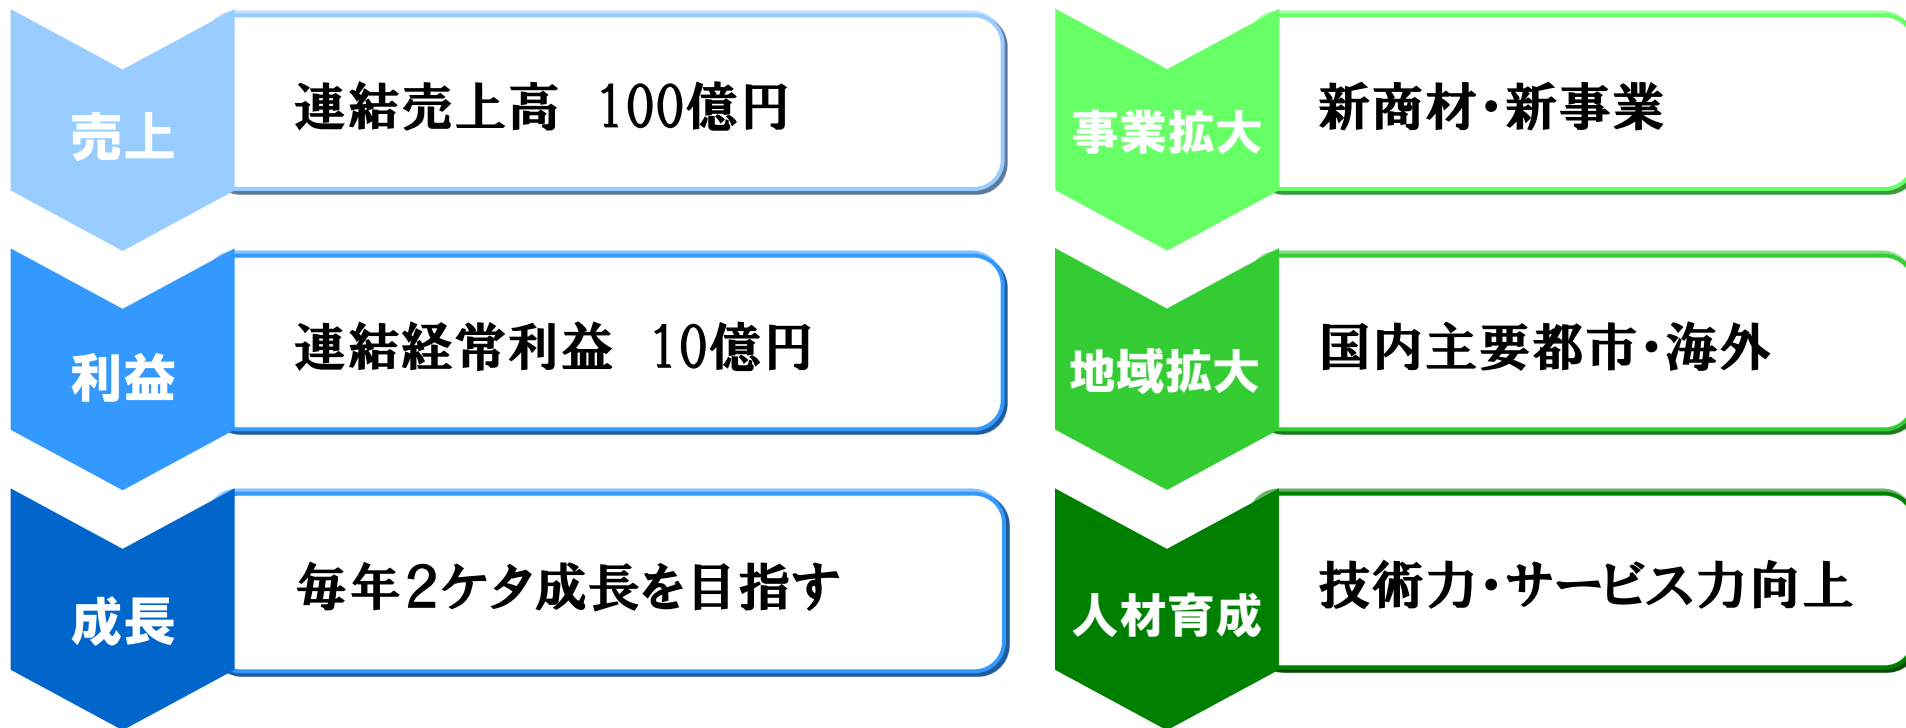 売上
連結売上高　100億円
利益
連結経常利益　10億円
成長
毎年２ケタ成長を目指す
事業拡大
新商材・新事業
地域拡大
国内主要都市・海外
人材育成
技術力・サービス力向上